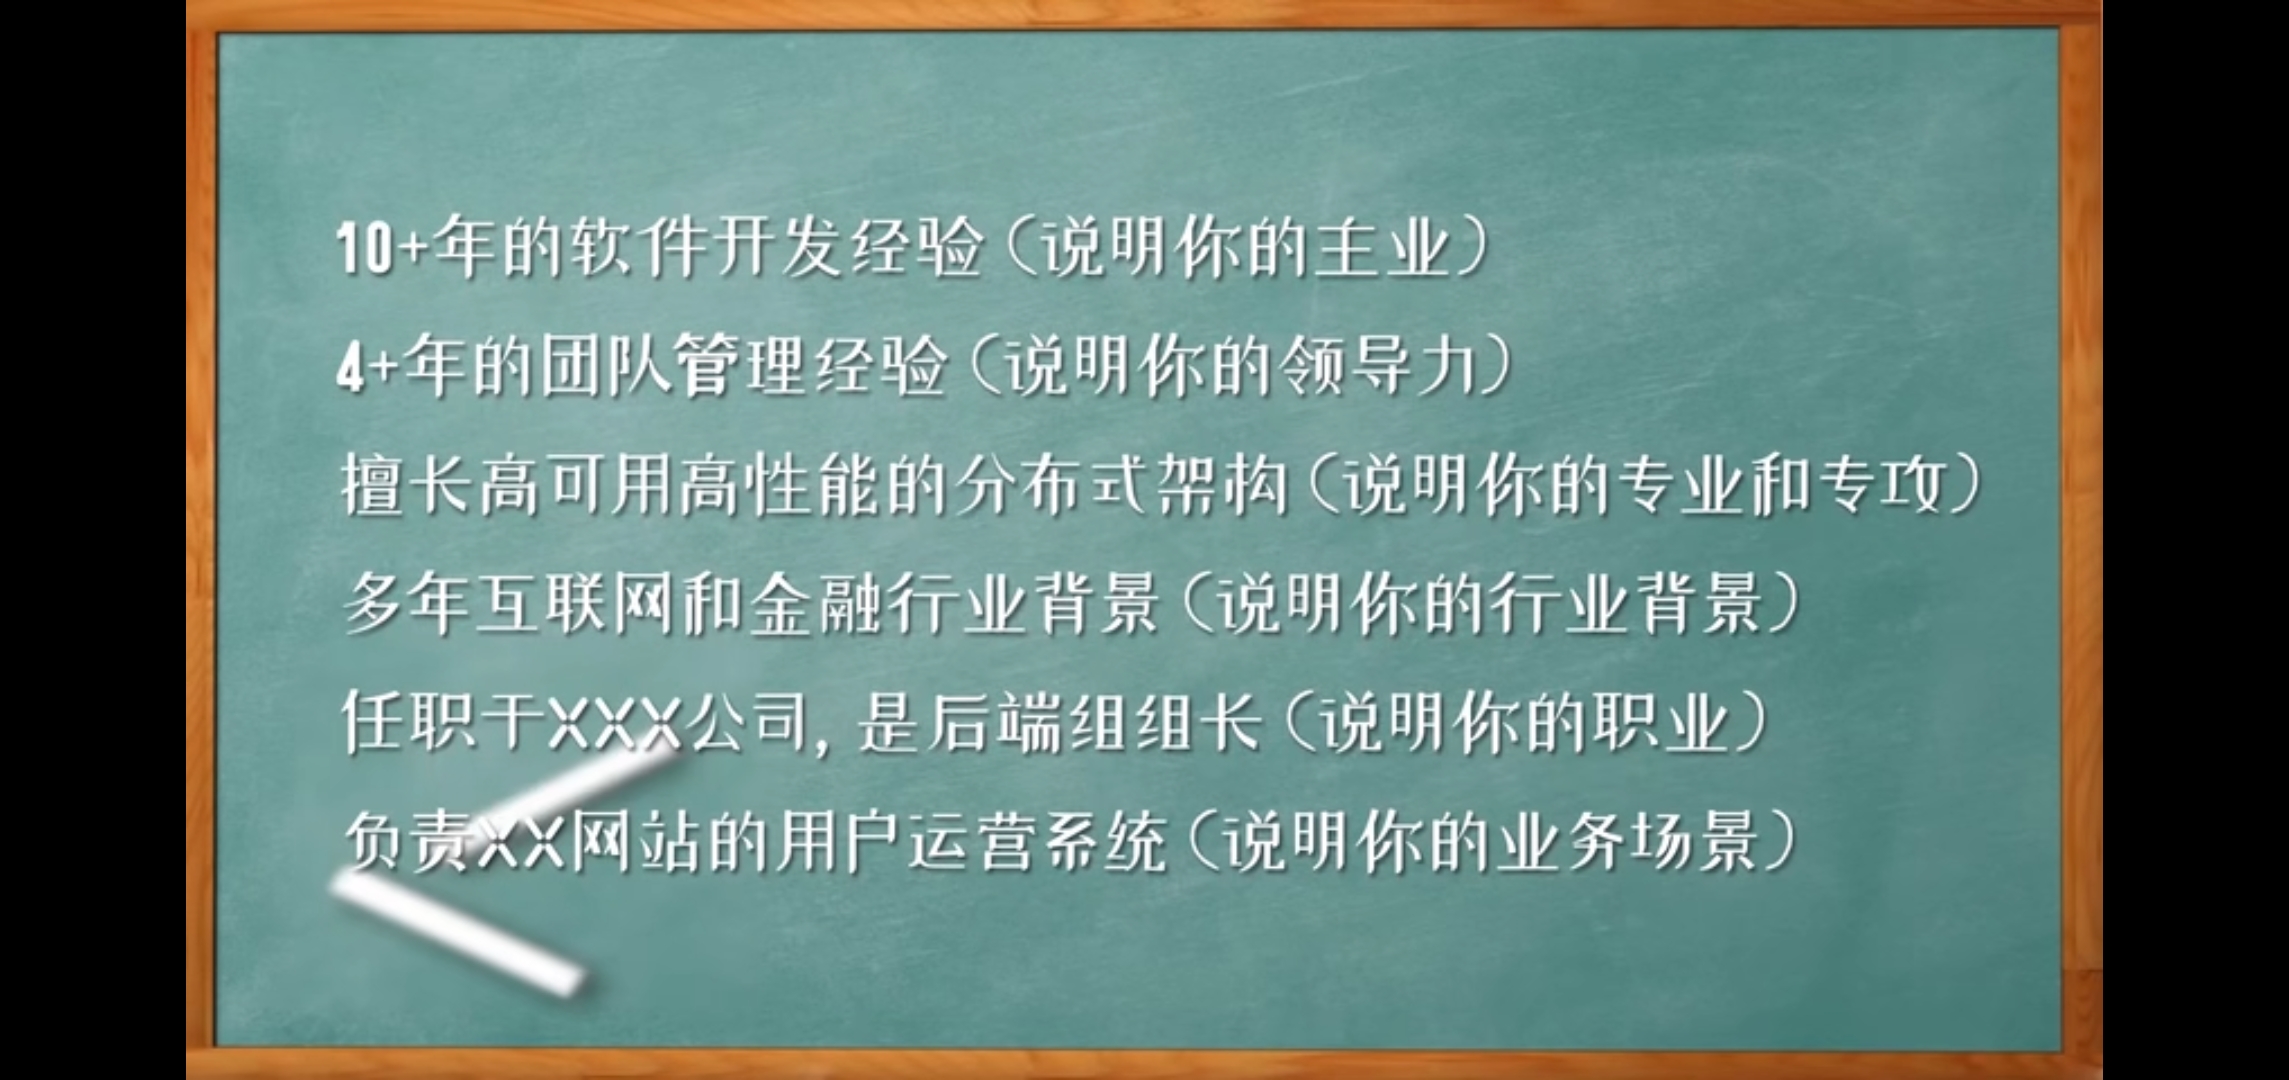 10+年的软件开发经验（说明你的主业）
4+年的团队管理经验（说明你的领导力）
擅长高可用高性能的分布式架构（说明你的专业和专攻）
多年互联网和金融行业背景（说明你的行业背景）
任职于XXX公司, 是后端组组长（说明你的职业）
负责XX网站的用户运营系统（说明你的业务场景）